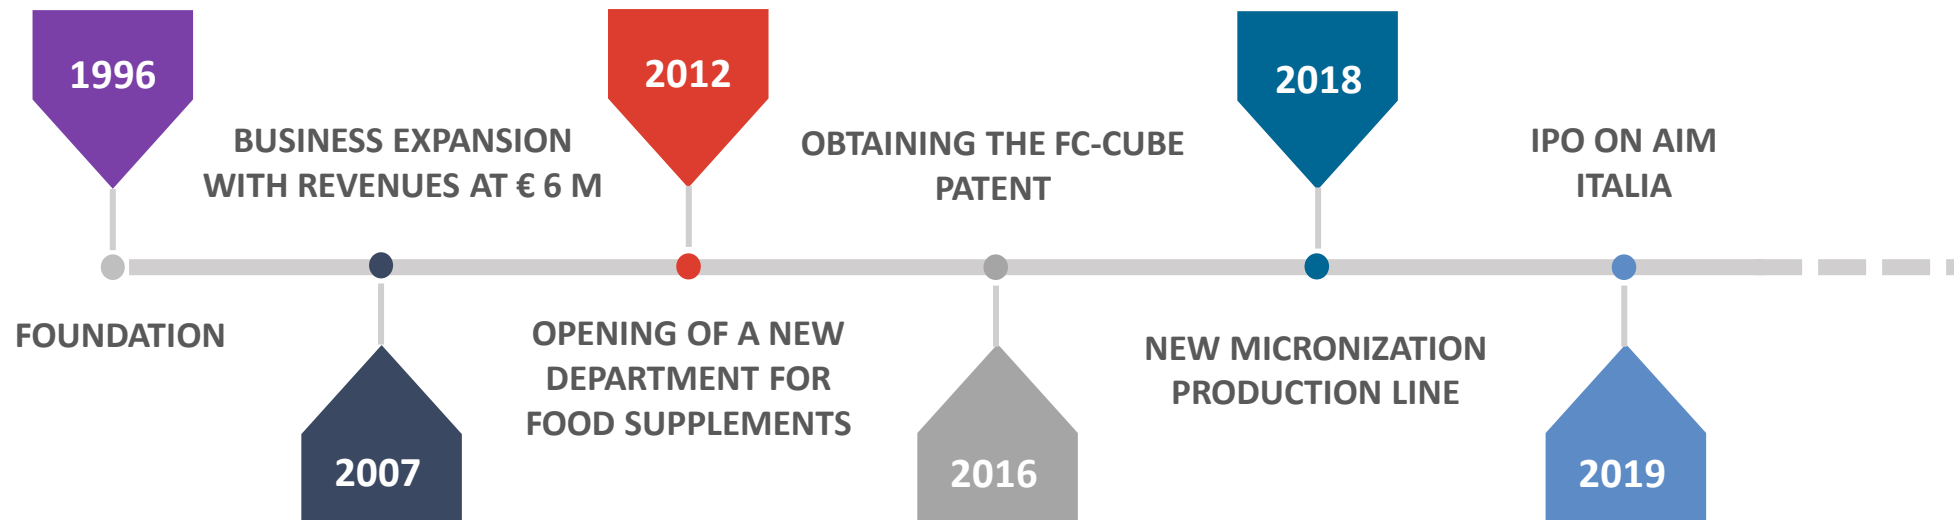 1996
FOUNDATION
BUSINESS EXPANSION
WITH REVENUES AT € 6 M
2007
2012
OPENING OF A NEW
DEPARTMENT FOR
FOOD SUPPLEMENTS
OBTAINING THE FC-CUBE
PATENT
2016
2018
NEW MICRONIZATION
PRODUCTION LINE
IPO ON AIM
ITALIA
2019